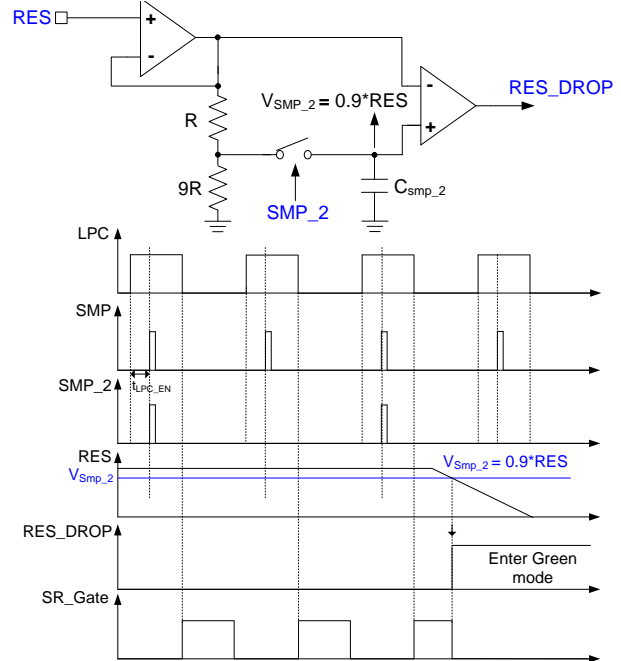 RES
+
-
R
9R
V_SMP_2 = 0.9*RES
SMP_2
C_smp_2
-
+
RES_DROP
LPC
SMP
t_LPC_EN
SMP_2
RES
V_Smp_2
V_Smp_2 = 0.9*RES
RES_DROP
Enter Green
mode
SR_Gate